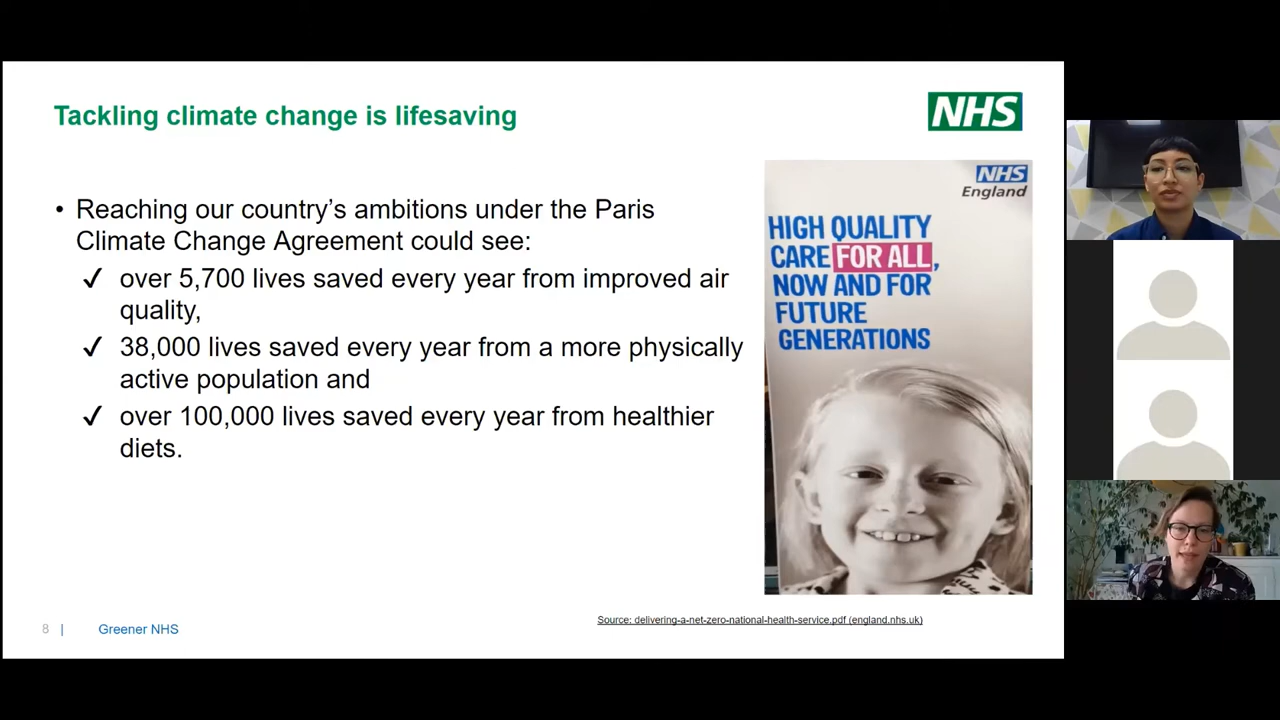 Tackling climate change is lifesaving
NHS
• Reaching our country’s ambitions under the Paris
Climate Change Agreement could see:
✓ over 5,700 lives saved every year from improved air
quality,
✓ 38,000 lives saved every year from a more physically
active population and
✓ over 100,000 lives saved every year from healthier
diets.
NHS
England
HIGH QUALITY
CARE FOR ALL,
NOW AND FOR
FUTURE
GENERATIONS
Source: delivering-a-net-zero-national-health-service.pdf (england.nhs.uk)
8 | Greener NHS